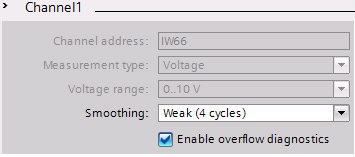 Channel1
Channel address: IW66
Measurement type: Voltage
Voltage range: 0..10 V
Smoothing: Weak (4 cycles)
Enable overflow diagnostics